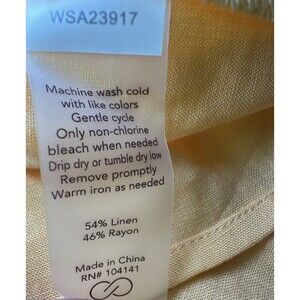 WSA23917
Machine wash cold
with like colors
Gentle cycle
Only non-chlorine
bleach when needed
Drip dry or tumble dry low
Remove promptly
Warm iron as needed
54% Linen
46% Rayon
Made in China
RN# 104141